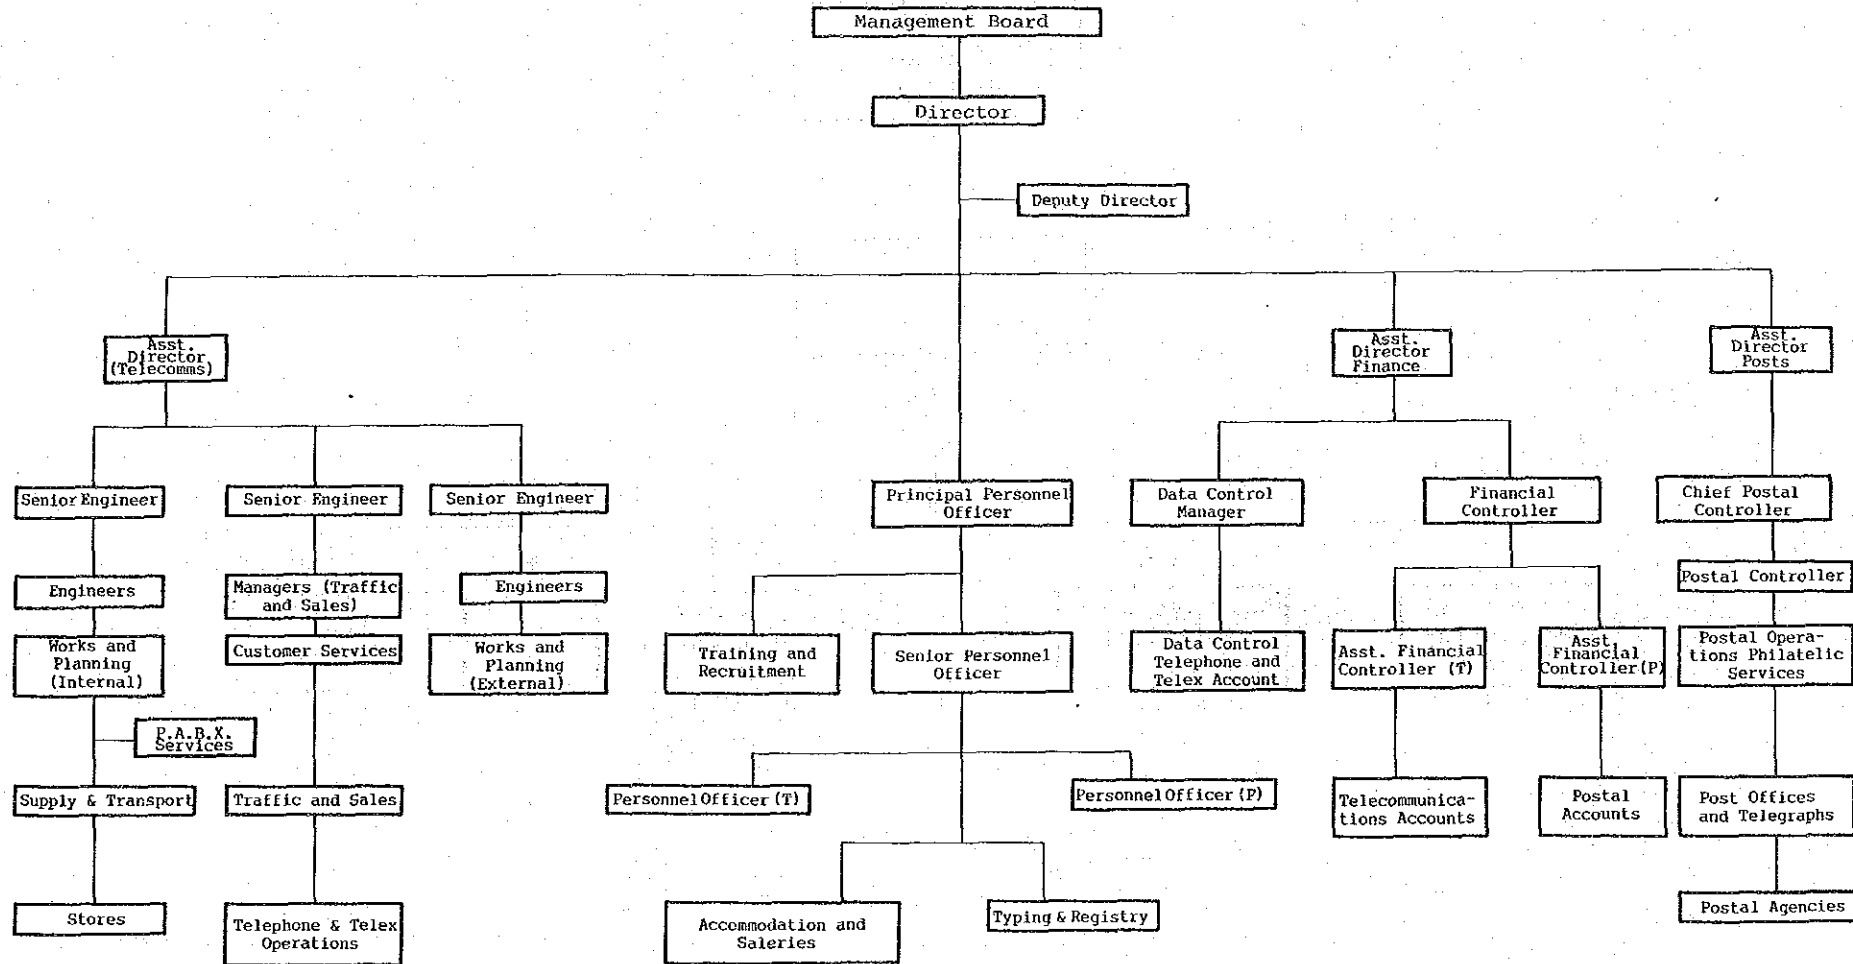 Management Board
Director
Deputy Director
Asst.
Director
(Telecomms)
Asst.
Director
Finance
Asst.
Director
Posts
Senior Engineer
Senior Engineer
Senior Engineer
Principal Personnel
Officer
Data Control
Manager
Financial
Controller
Chief Postal
Controller
Engineers
Managers (Traffic
and Sales)
Engineers
Postal Controller
Works and
Planning
(Internal)
Customer Services
Works and
Planning
(External)
Training and
Recruitment
Senior Personnel
Officer
Data Control
Telephone and
Telex Account
Asst. Financial
Controller (T)
Asst.
Financial
Controller (P)
Postal Opera-
tions Philatelic
Services
P.A.B.X.
Services
Supply & Transport
Traffic and Sales
Personnel Officer (T)
Personnel Officer (P)
Telecommunica-
tions Accounts
Postal
Accounts
Post Offices
and Telegraphs
Stores
Telephone & Telex
Operations
Accommodation and
Saleries
Typing & Registry
Postal Agencies